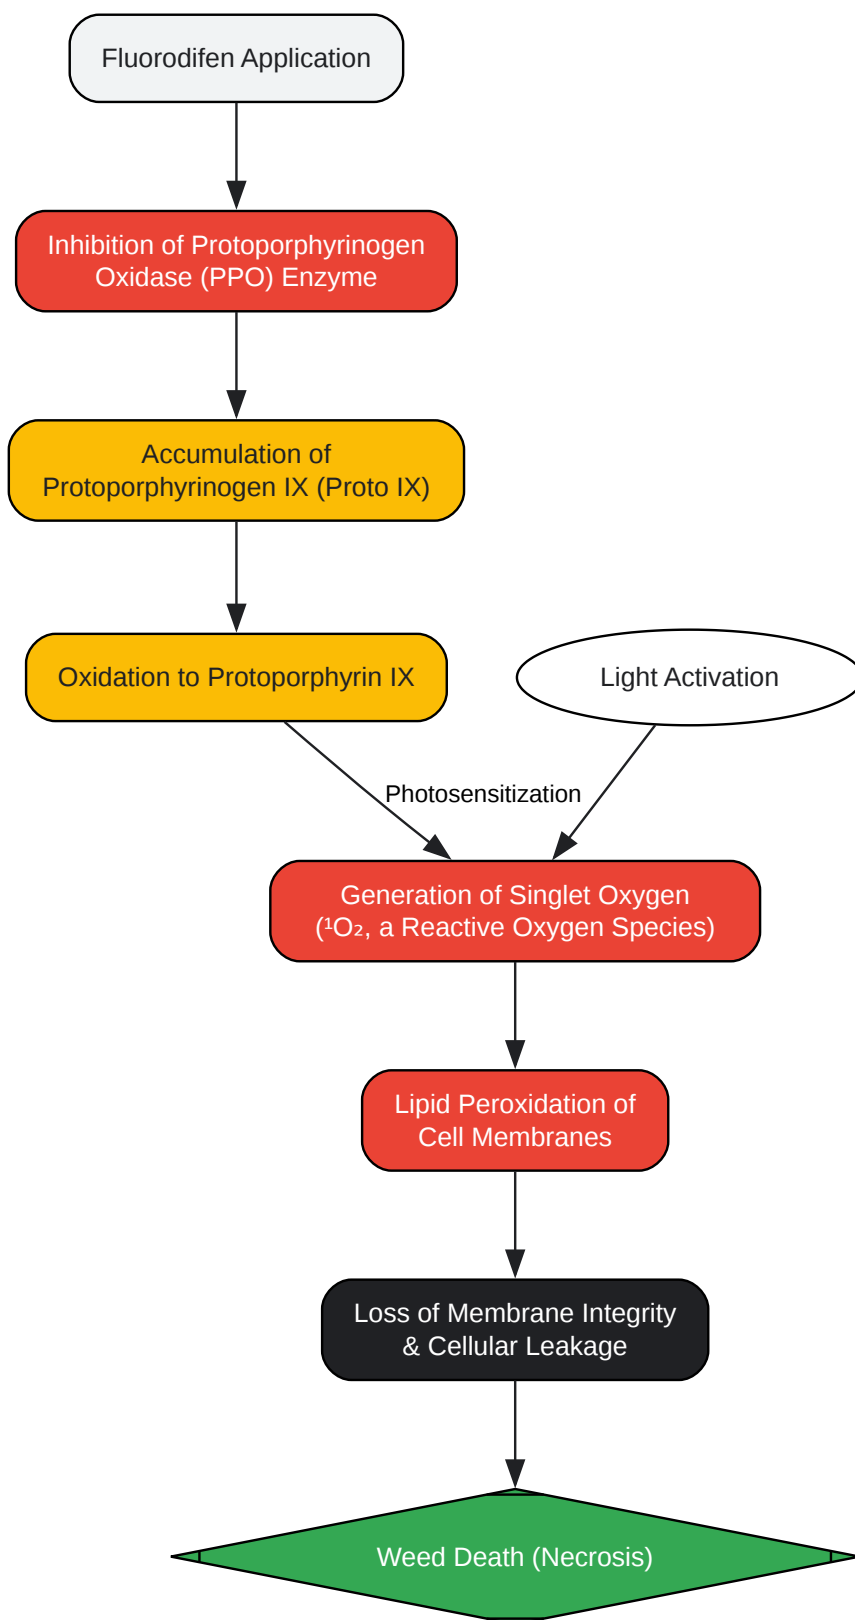 Fluorodifen Application
Inhibition of Protoporphyrinogen
Oxidase (PPO) Enzyme
Accumulation of
Protoporphyrinogen IX (Proto IX)
Oxidation to Protoporphyrin IX
Light Activation
Photosensitization
Generation of Singlet Oxygen
(¹O₂, a Reactive Oxygen Species)
Lipid Peroxidation of
Cell Membranes
Loss of Membrane Integrity
& Cellular Leakage
Weed Death (Necrosis)